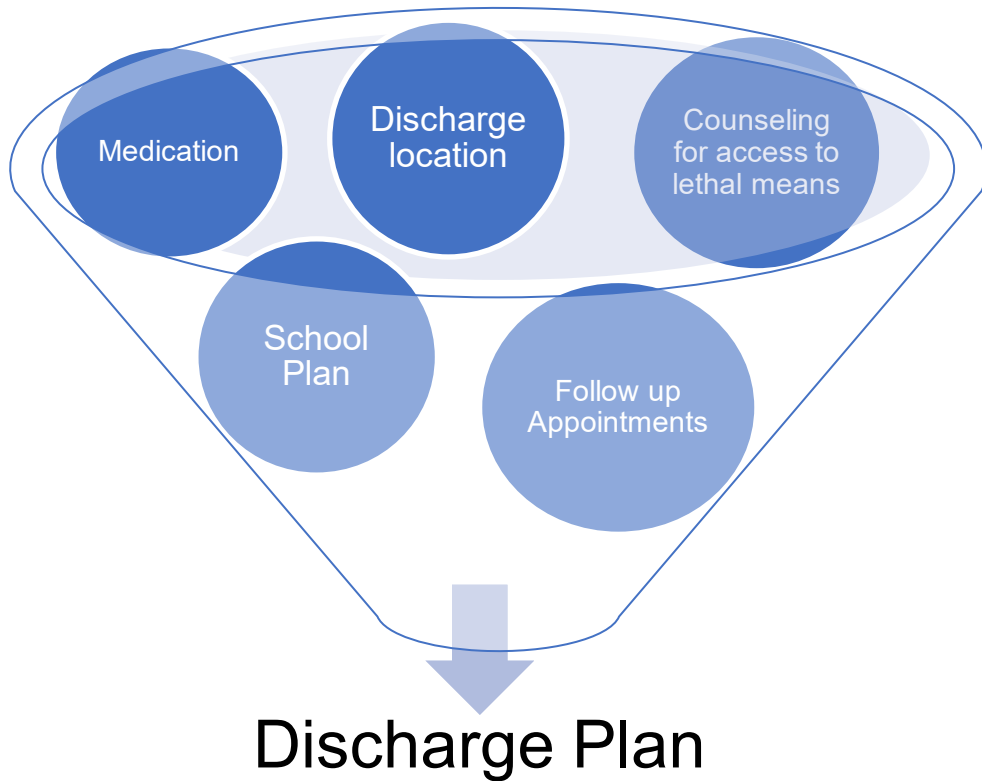 Medication
Discharge
location
Counseling
for access to
lethal means
School
Plan
Follow up
Appointments
Discharge Plan